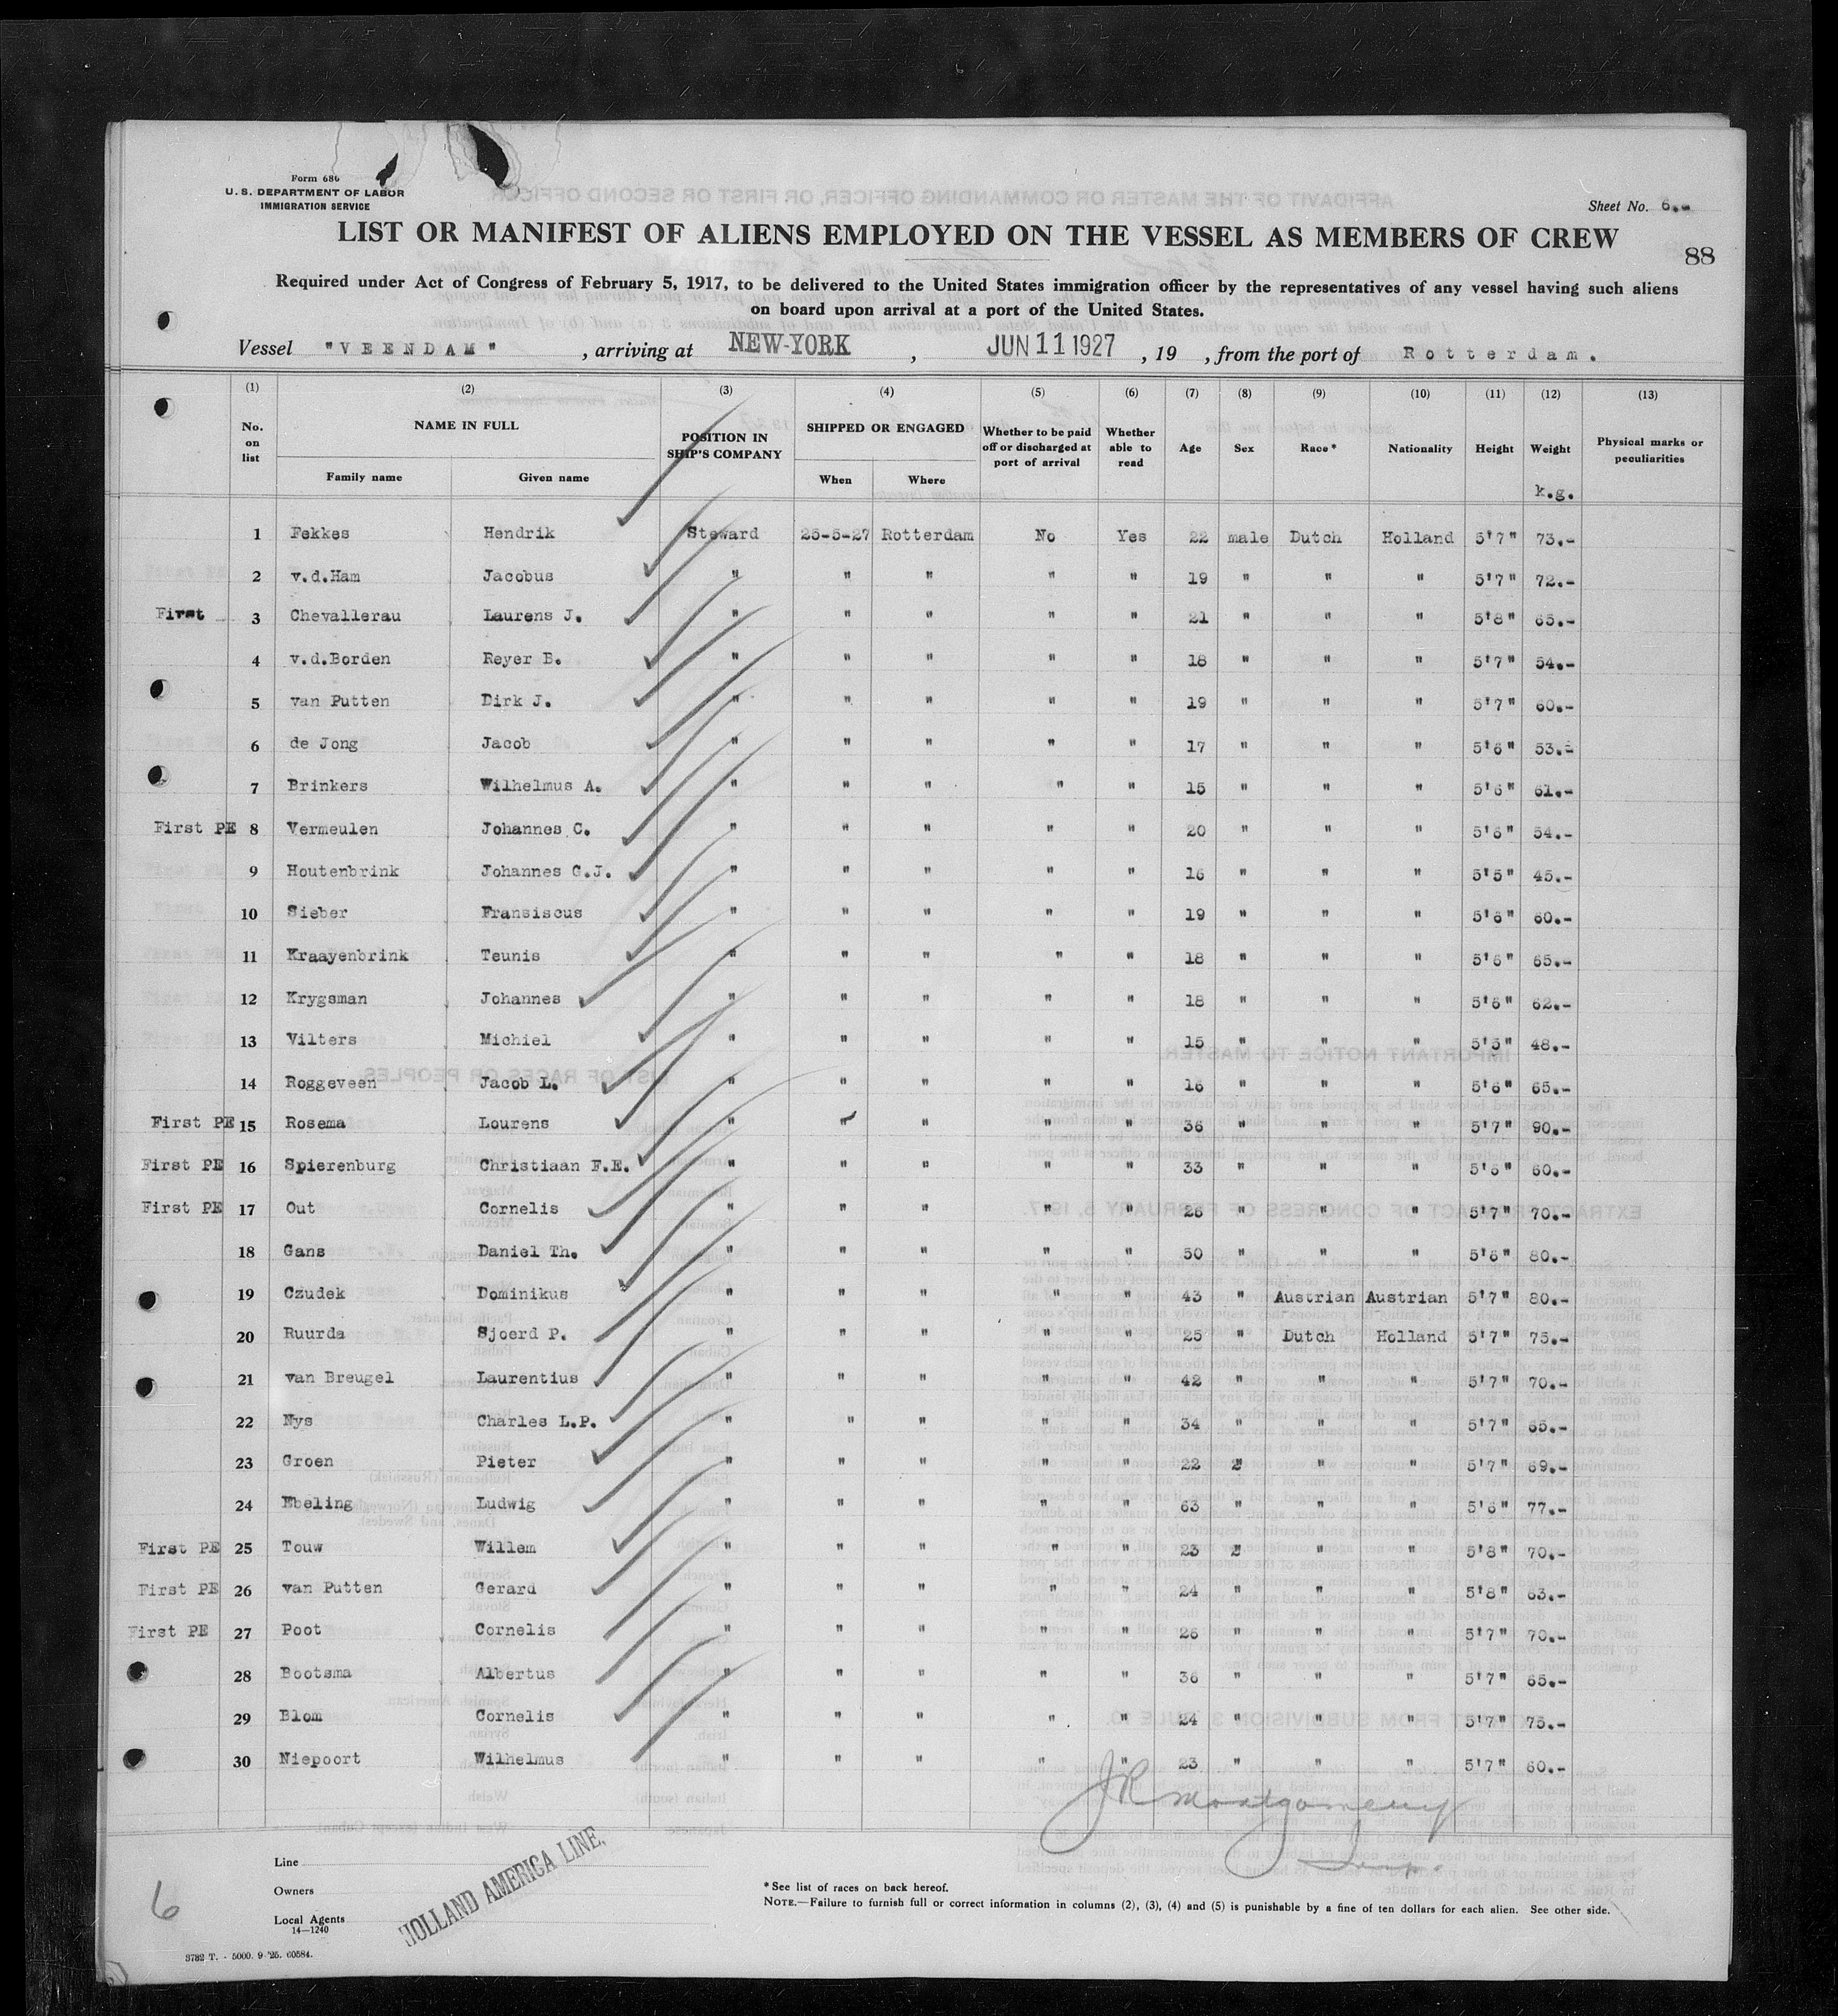 Form 686
U. S. DEPARTMENT OF LABOR
IMMIGRATION SERVICE
Sheet No. 6.-
LIST OR MANIFEST OF ALIENS EMPLOYED ON THE VESSEL AS MEMBERS OF CREW
88
Required under Act of Congress of February 5, 1917, to be delivered to the United States immigration officer by the representatives of any vessel having such aliens
on board upon arrival at a port of the United States.
Vessel "VEENDAM" , arriving at NEW-YORK , JUN 11 1927 , 19 , from the port of Rotterdam.
(1) (2) (3) (4) (5) (6) (7) (8) (9) (10) (11) (12) (13)
No. on list NAME IN FULL Family name Given name POSITION IN SHIP'S COMPANY SHIPPED OR ENGAGED When Where Whether to be paid off or discharged at port of arrival Whether able to read Age Sex Race* Nationality Height Weight Physical marks or peculiarities
k.g.
1 Fekkes Hendrik Steward 25-5-27 Rotterdam No Yes 22 male Dutch Holland 5'7" 73.-
2 v.d.Ham Jacobus " " " " " 19 " " " 5'7" 72.-
First 3 Chevallerau Laurens J. " " " " " 21 " " " 5'8" 65.-
4 v.d.Borden Reyer B. " " " " " 18 " " " 5'7" 54.-
5 van Putten Dirk J. " " " " " 19 " " " 5'7" 60.-
6 de Jong Jacob " " " " " 17 " " " 5'6" 53.-
7 Brinkers Wilhelmus A. " " " " " 15 " " " 5'6" 61.-
First PE 8 Vermeulen Johannes C. " " " " " 20 " " " 5'6" 54.-
9 Houtenbrink Johannes G.J. " " " " " 16 " " " 5'5" 45.-
10 Sieber Fransiscus " " " " " 19 " " " 5'6" 60.-
11 Kraayenbrink Teunis " " " " " 18 " " " 5'6" 65.-
12 Krygsman Johannes " " " " " 18 " " " 5'6" 62.-
13 Vilters Michiel " " " " " 15 " " " 5'3" 48.-
14 Roggeveen Jacob L. " " " " " 16 " " " 5'6" 65.-
First PE 15 Rosema Lourens " " " " " 36 " " " 5'7" 90.-
First PE 16 Spierenburg Christiaan F.E. " " " " " 33 " " " 5'6" 60.-
First PE 17 Out Cornelis " " " " " 26 " " " 5'7" 70.-
18 Gans Daniel Th. " " " " " 50 " " " 5'6" 80.-
19 Czudek Dominikus " " " " " 43 " Austrian Austrian 5'7" 80.-
20 Ruurda Sjoerd P. " " " " " 25 " Dutch Holland 5'7" 75.-
21 van Breugel Laurentius " " " " " 42 " " " 5'7" 70.-
22 Nys Charles L.P. " " " " " 34 " " " 5'7" 65.-
23 Groen Pieter " " " " " 22 " " " 5'7" 69.-
24 Ebeling Ludwig " " " " " 63 " " " 5'6" 77.-
First PE 25 Touw Willem " " " " " 23 " " " 5'8" 70.-
First PE 26 van Putten Gerard " " " " " 24 " " " 5'8" 63.-
First PE 27 Poot Cornelis " " " " " 26 " " " 5'7" 70.-
28 Bootsma Albertus " " " " " 36 " " " 5'7" 65.-
29 Blom Cornelis " " " " " 24 " " " 5'7" 75.-
30 Niepoort Wilhelmus " " " " " 23 " " " 5'7" 60.-
JR Montgomery
Insp.
Line
Owners
Local Agents
14—1240
HOLLAND AMERICA LINE.
6
* See list of races on back hereof.
NOTE.—Failure to furnish full or correct information in columns (2), (3), (4) and (5) is punishable by a fine of ten dollars for each alien. See other side.
3782 T. - 5000. 9-'25. 60584.